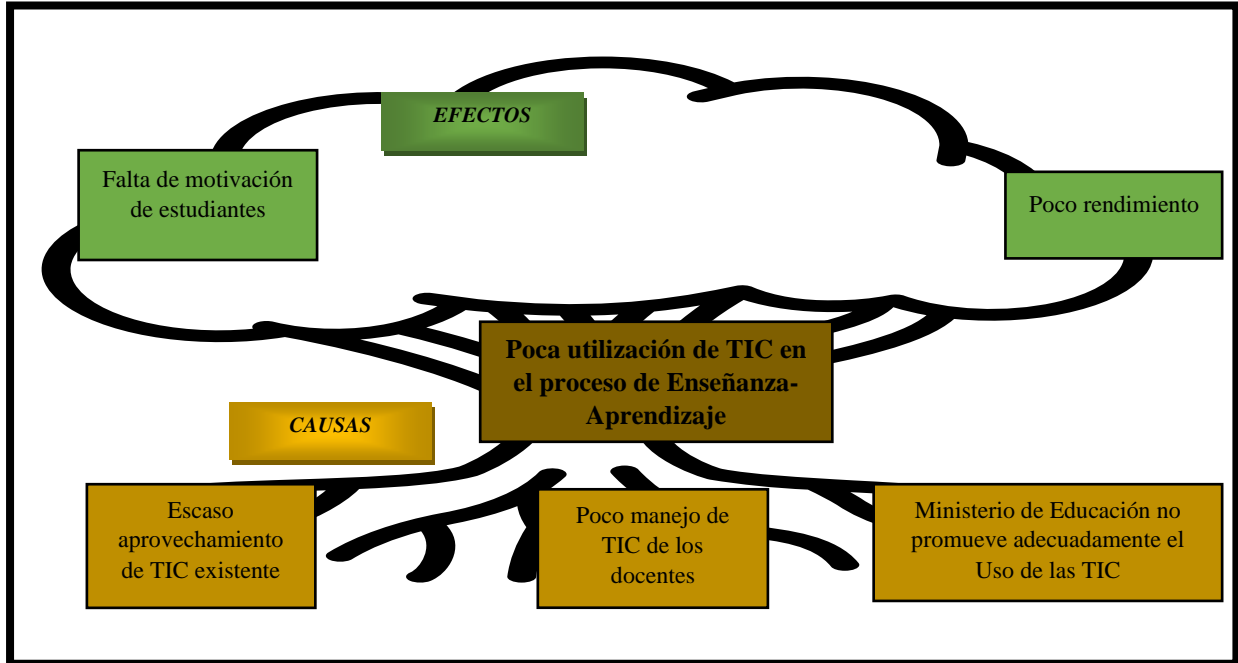 EFECTOS
Falta de motivación
de estudiantes
Poco rendimiento
Poca utilización de TIC en
el proceso de Enseñanza-
Aprendizaje
CAUSAS
Escaso
aprovechamiento
de TIC existente
Poco manejo de
TIC de los
docentes
Ministerio de Educación no
promueve adecuadamente el
Uso de las TIC